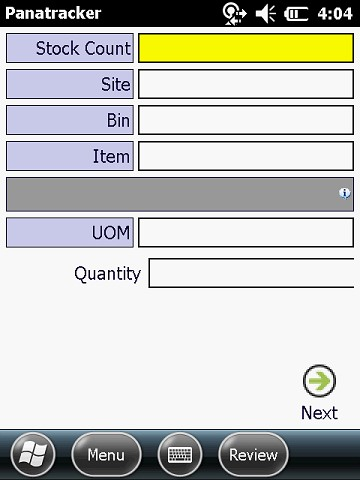 Panatracker 4:04
Stock Count
Site
Bin
Item
UOM
Quantity
Next
Menu Review